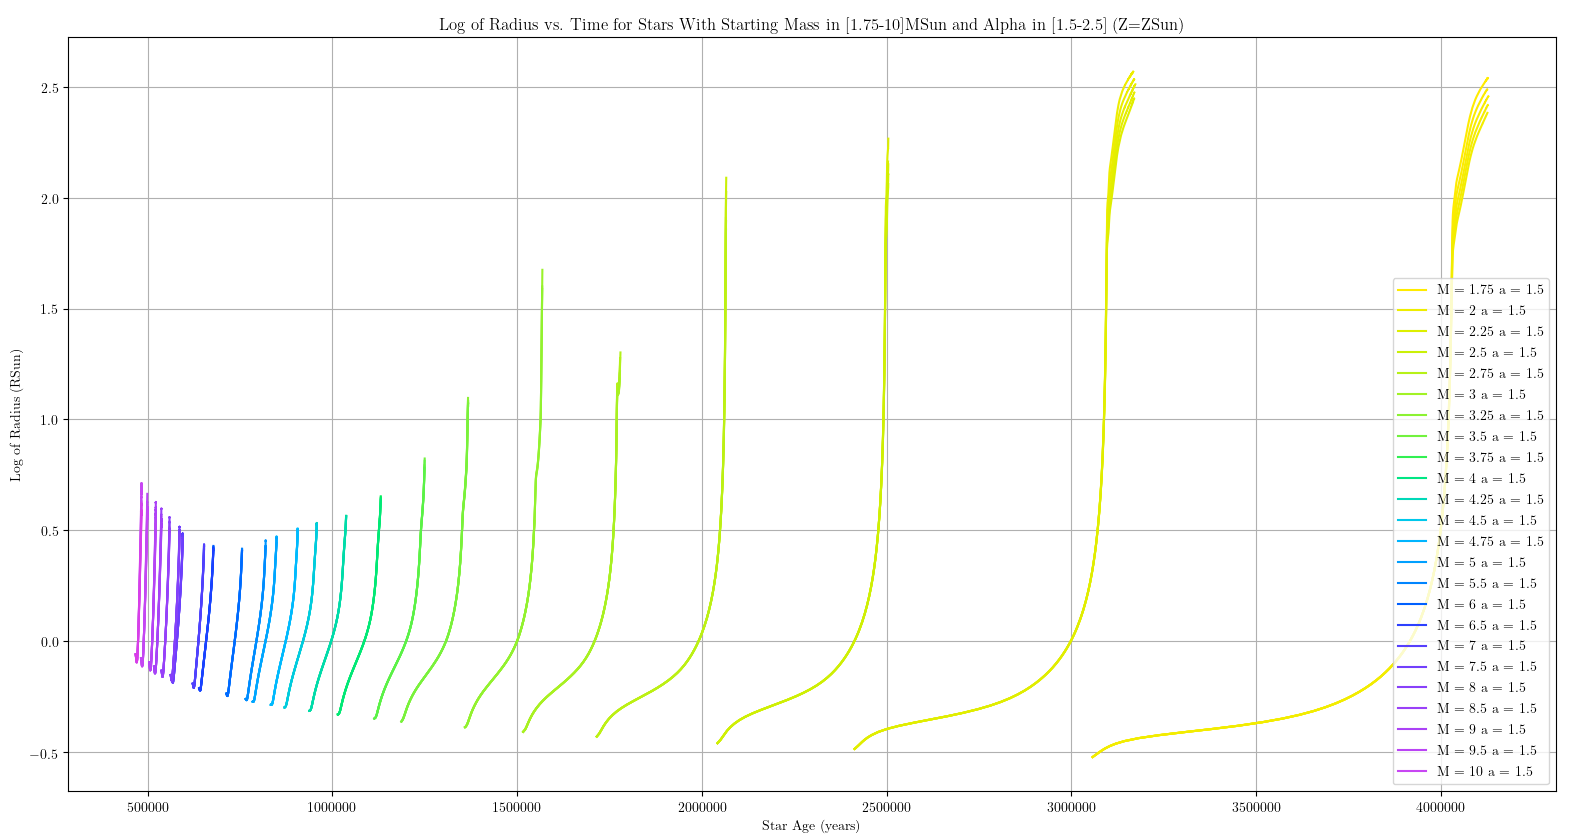 Log of Radius vs. Time for Stars With Starting Mass in [1.75-10]MSun and Alpha in [1.5-2.5] (Z=ZSun)
Log of Radius (RSun)
2.5
2.0
1.5
1.0
0.5
0.0
−0.5
500000
1000000
1500000
2000000
2500000
3000000
3500000
4000000
Star Age (years)
M = 1.75 a = 1.5
M = 2 a = 1.5
M = 2.25 a = 1.5
M = 2.5 a = 1.5
M = 2.75 a = 1.5
M = 3 a = 1.5
M = 3.25 a = 1.5
M = 3.5 a = 1.5
M = 3.75 a = 1.5
M = 4 a = 1.5
M = 4.25 a = 1.5
M = 4.5 a = 1.5
M = 4.75 a = 1.5
M = 5 a = 1.5
M = 5.5 a = 1.5
M = 6 a = 1.5
M = 6.5 a = 1.5
M = 7 a = 1.5
M = 7.5 a = 1.5
M = 8 a = 1.5
M = 8.5 a = 1.5
M = 9 a = 1.5
M = 9.5 a = 1.5
M = 10 a = 1.5